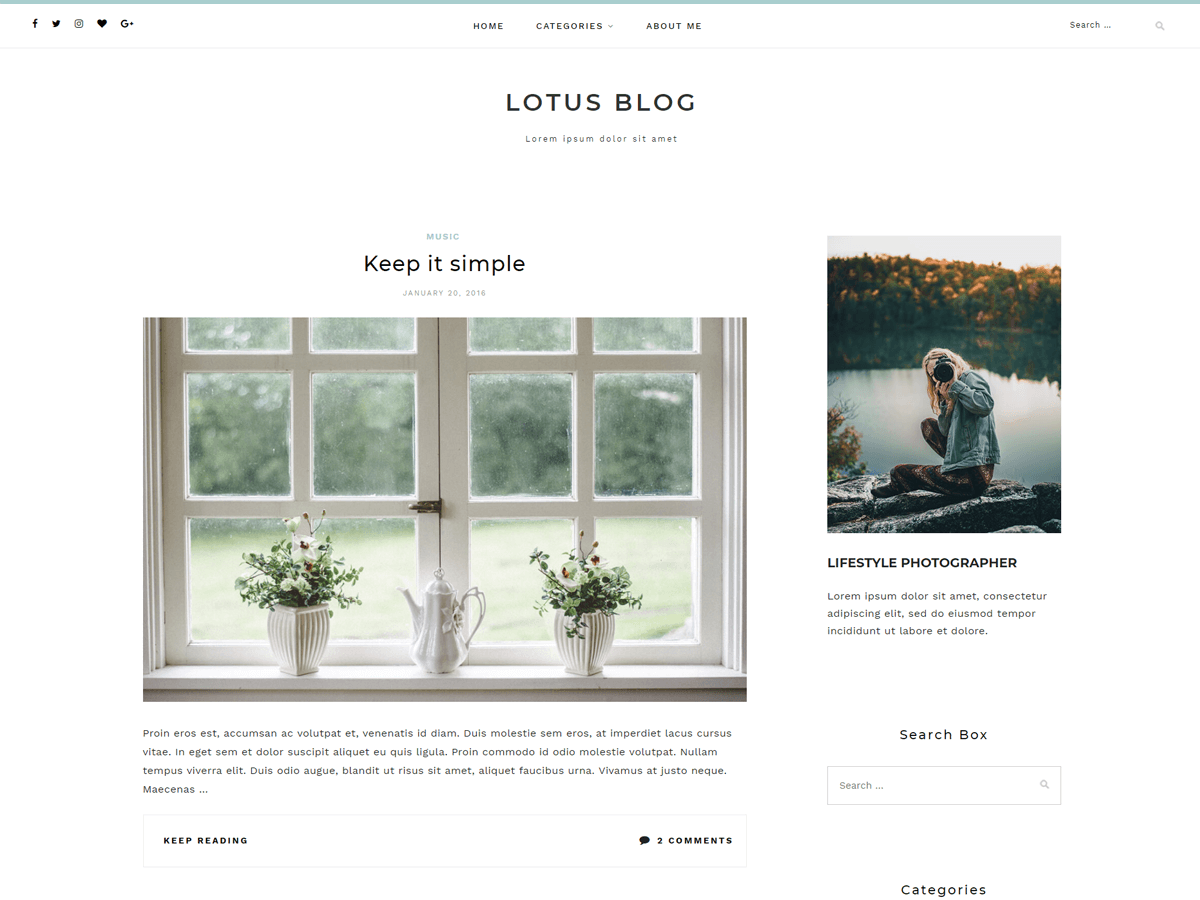 HOME
CATEGORIES
ABOUT ME
Search ...
LOTUS BLOG
Lorem ipsum dolor sit amet
MUSIC
Keep it simple
JANUARY 20, 2016
Proin eros est, accumsan ac volutpat et, venenatis id diam. Duis molestie sem eros, at imperdiet lacus cursus
vitae. In eget sem et dolor suscipit aliquet eu quis ligula. Proin commodo id odio molestie volutpat. Nullam
tempus viverra elit. Duis odio augue, blandit ut risus sit amet, aliquet faucibus urna. Vivamus at justo neque.
Maecenas ...
KEEP READING
2 COMMENTS
LIFESTYLE PHOTOGRAPHER
Lorem ipsum dolor sit amet, consectetur
adipiscing elit, sed do eiusmod tempor
incididunt ut labore et dolore.
Search Box
Search ...
Categories